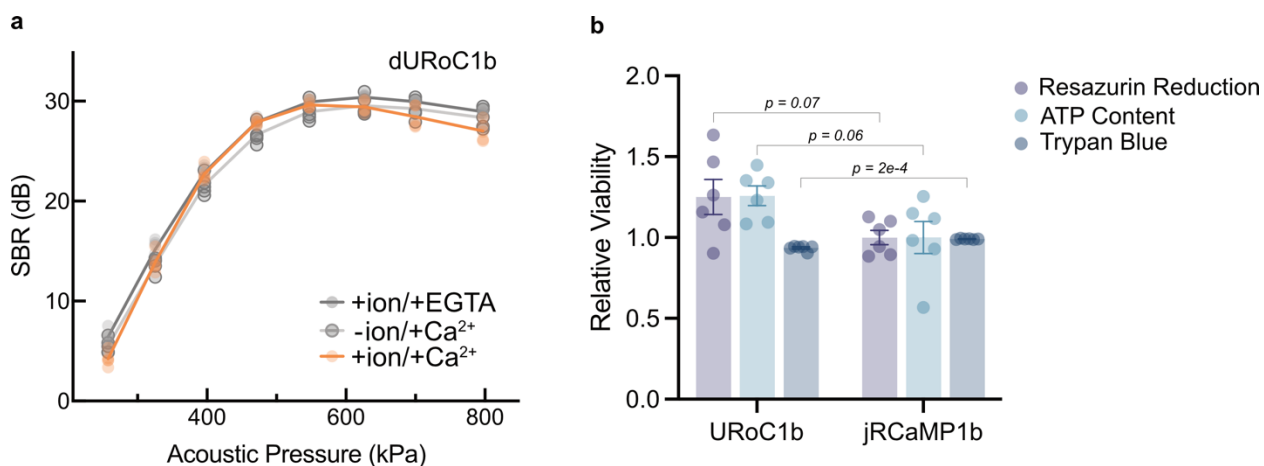 a
dURoC1b
SBR (dB)
30
20
10
0
400
600
800
Acoustic Pressure (kPa)
+ion/+EGTA
-ion/+Ca²⁺
+ion/+Ca²⁺
b
Relative Viability
2.0
1.5
1.0
0.5
0.0
p = 0.07
p = 0.06
p = 2e-4
URoC1b
jRCaMP1b
Resazurin Reduction
ATP Content
Trypan Blue